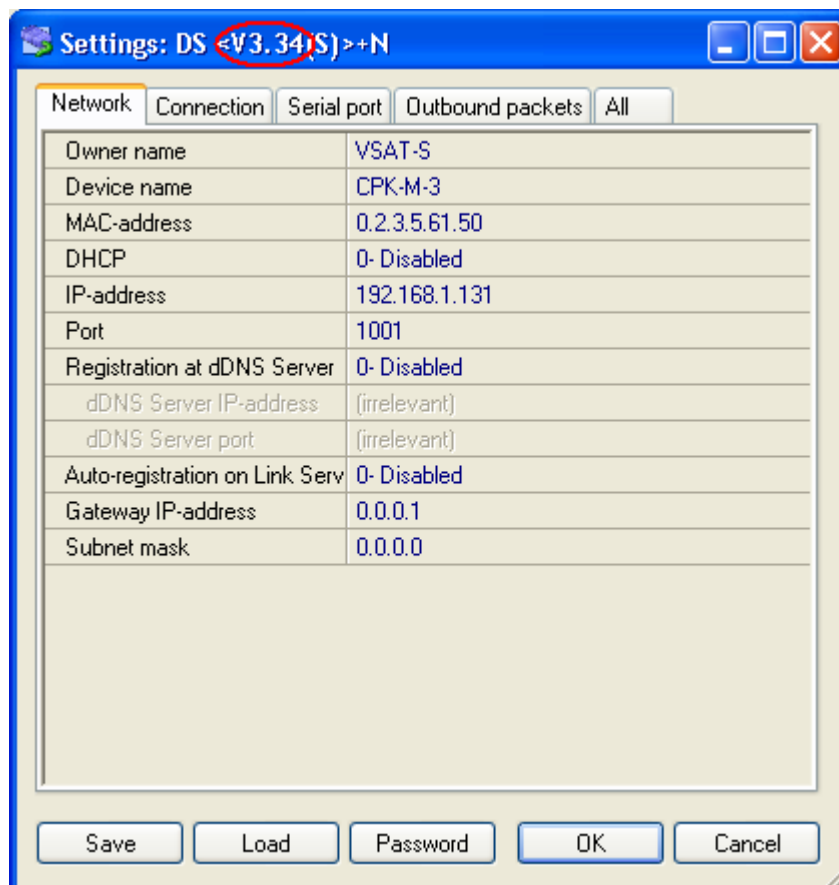 Settings: DS <V3.34(S)>+N
Network Connection Serial port Outbound packets All
Owner name VSAT-S
Device name CPK-M-3
MAC-address 0.2.3.5.61.50
DHCP 0- Disabled
IP-address 192.168.1.131
Port 1001
Registration at dDNS Server 0- Disabled
dDNS Server IP-address (irrelevant)
dDNS Server port (irrelevant)
Auto-registration on Link Serv 0- Disabled
Gateway IP-address 0.0.0.1
Subnet mask 0.0.0.0
Save Load Password OK Cancel